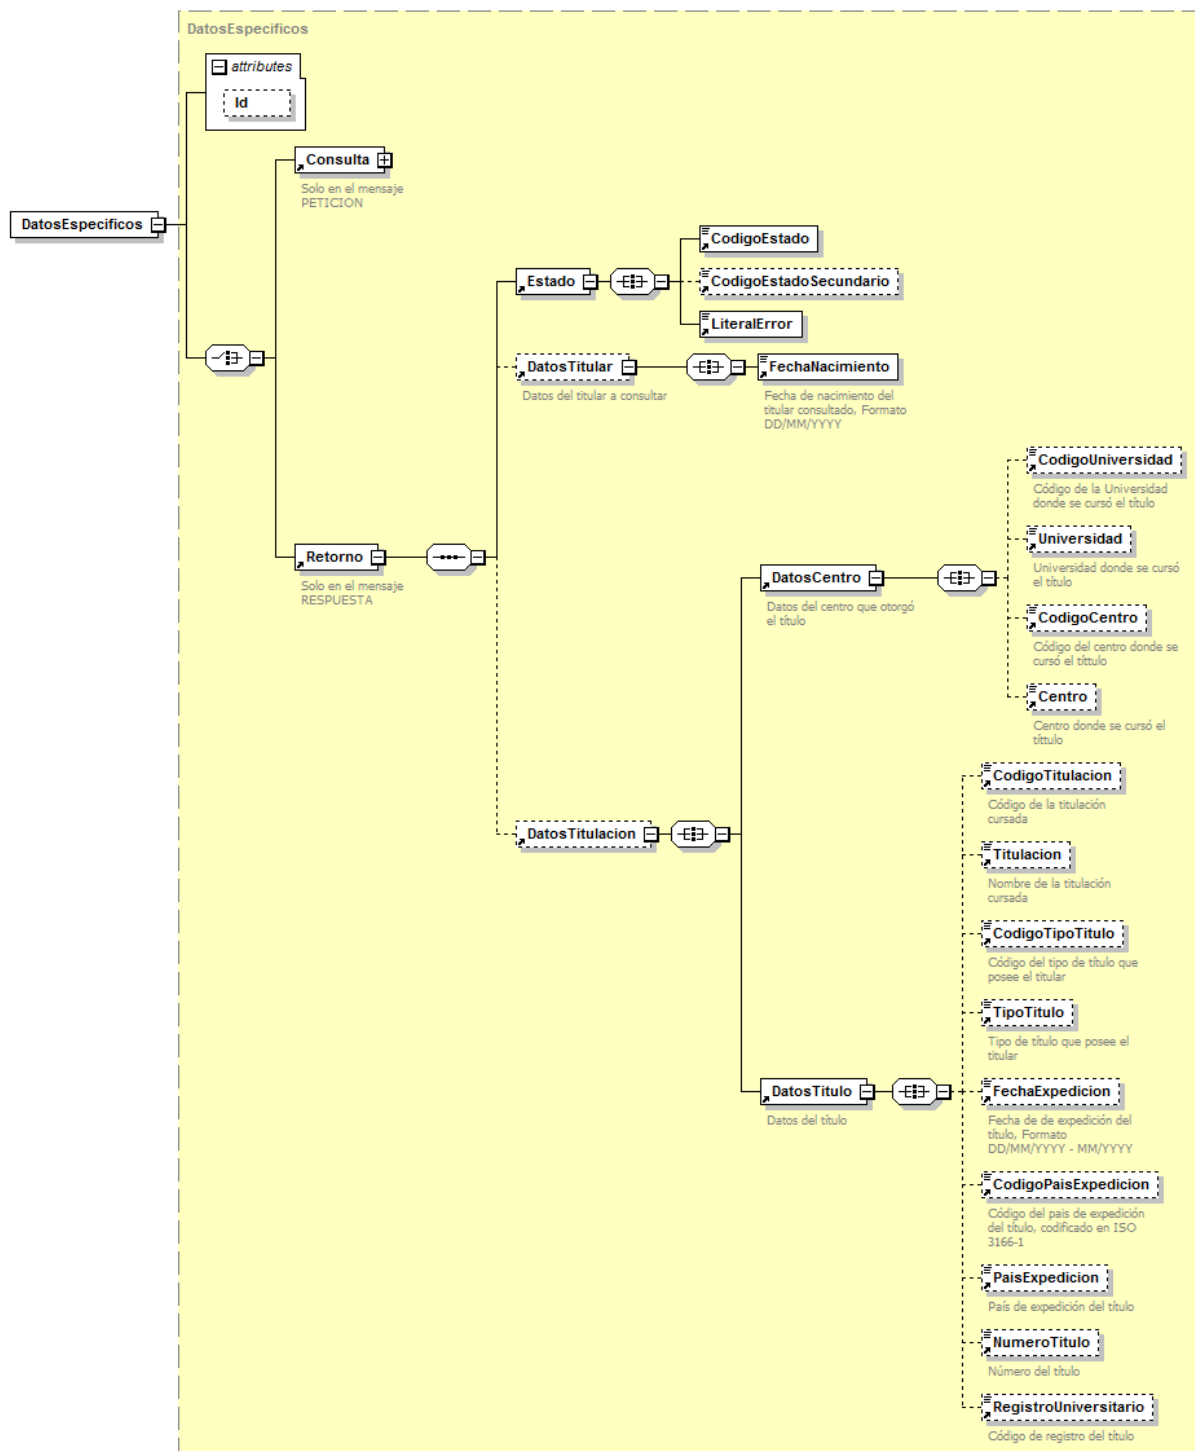 DatosEspecificos
attributes
Id
Consulta
Solo en el mensaje
PETICION
DatosEspecificos
CodigoEstado
Estado
CodigoEstadoSecundario
LiteralError
DatosTitular
Datos del titular a consultar
FechaNacimiento
Fecha de nacimiento del
titular consultado, Formato
DD/MM/YYYY
CodigoUniversidad
Código de la Universidad
donde se cursó el título
Universidad
Universidad donde se cursó
el título
Retorno
Solo en el mensaje
RESPUESTA
DatosCentro
Datos del centro que otorgó
el título
CodigoCentro
Código del centro donde se
cursó el títtulo
Centro
Centro donde se cursó el
títtulo
DatosTitulacion
CodigoTitulacion
Código de la titulación
cursada
Titulacion
Nombre de la titulación
cursada
CodigoTipoTitulo
Código del tipo de título que
posee el titular
TipoTitulo
Tipo de título que posee el
titular
DatosTitulo
Datos del título
FechaExpedicion
Fecha de de expedición del
título, Formato
DD/MM/YYYY - MM/YYYY
CodigoPaisExpedicion
Código del pais de expedición
del título, codificado en ISO
3166-1
PaisExpedicion
País de expedición del título
NumeroTitulo
Número del título
RegistroUniversitario
Código de registro del título